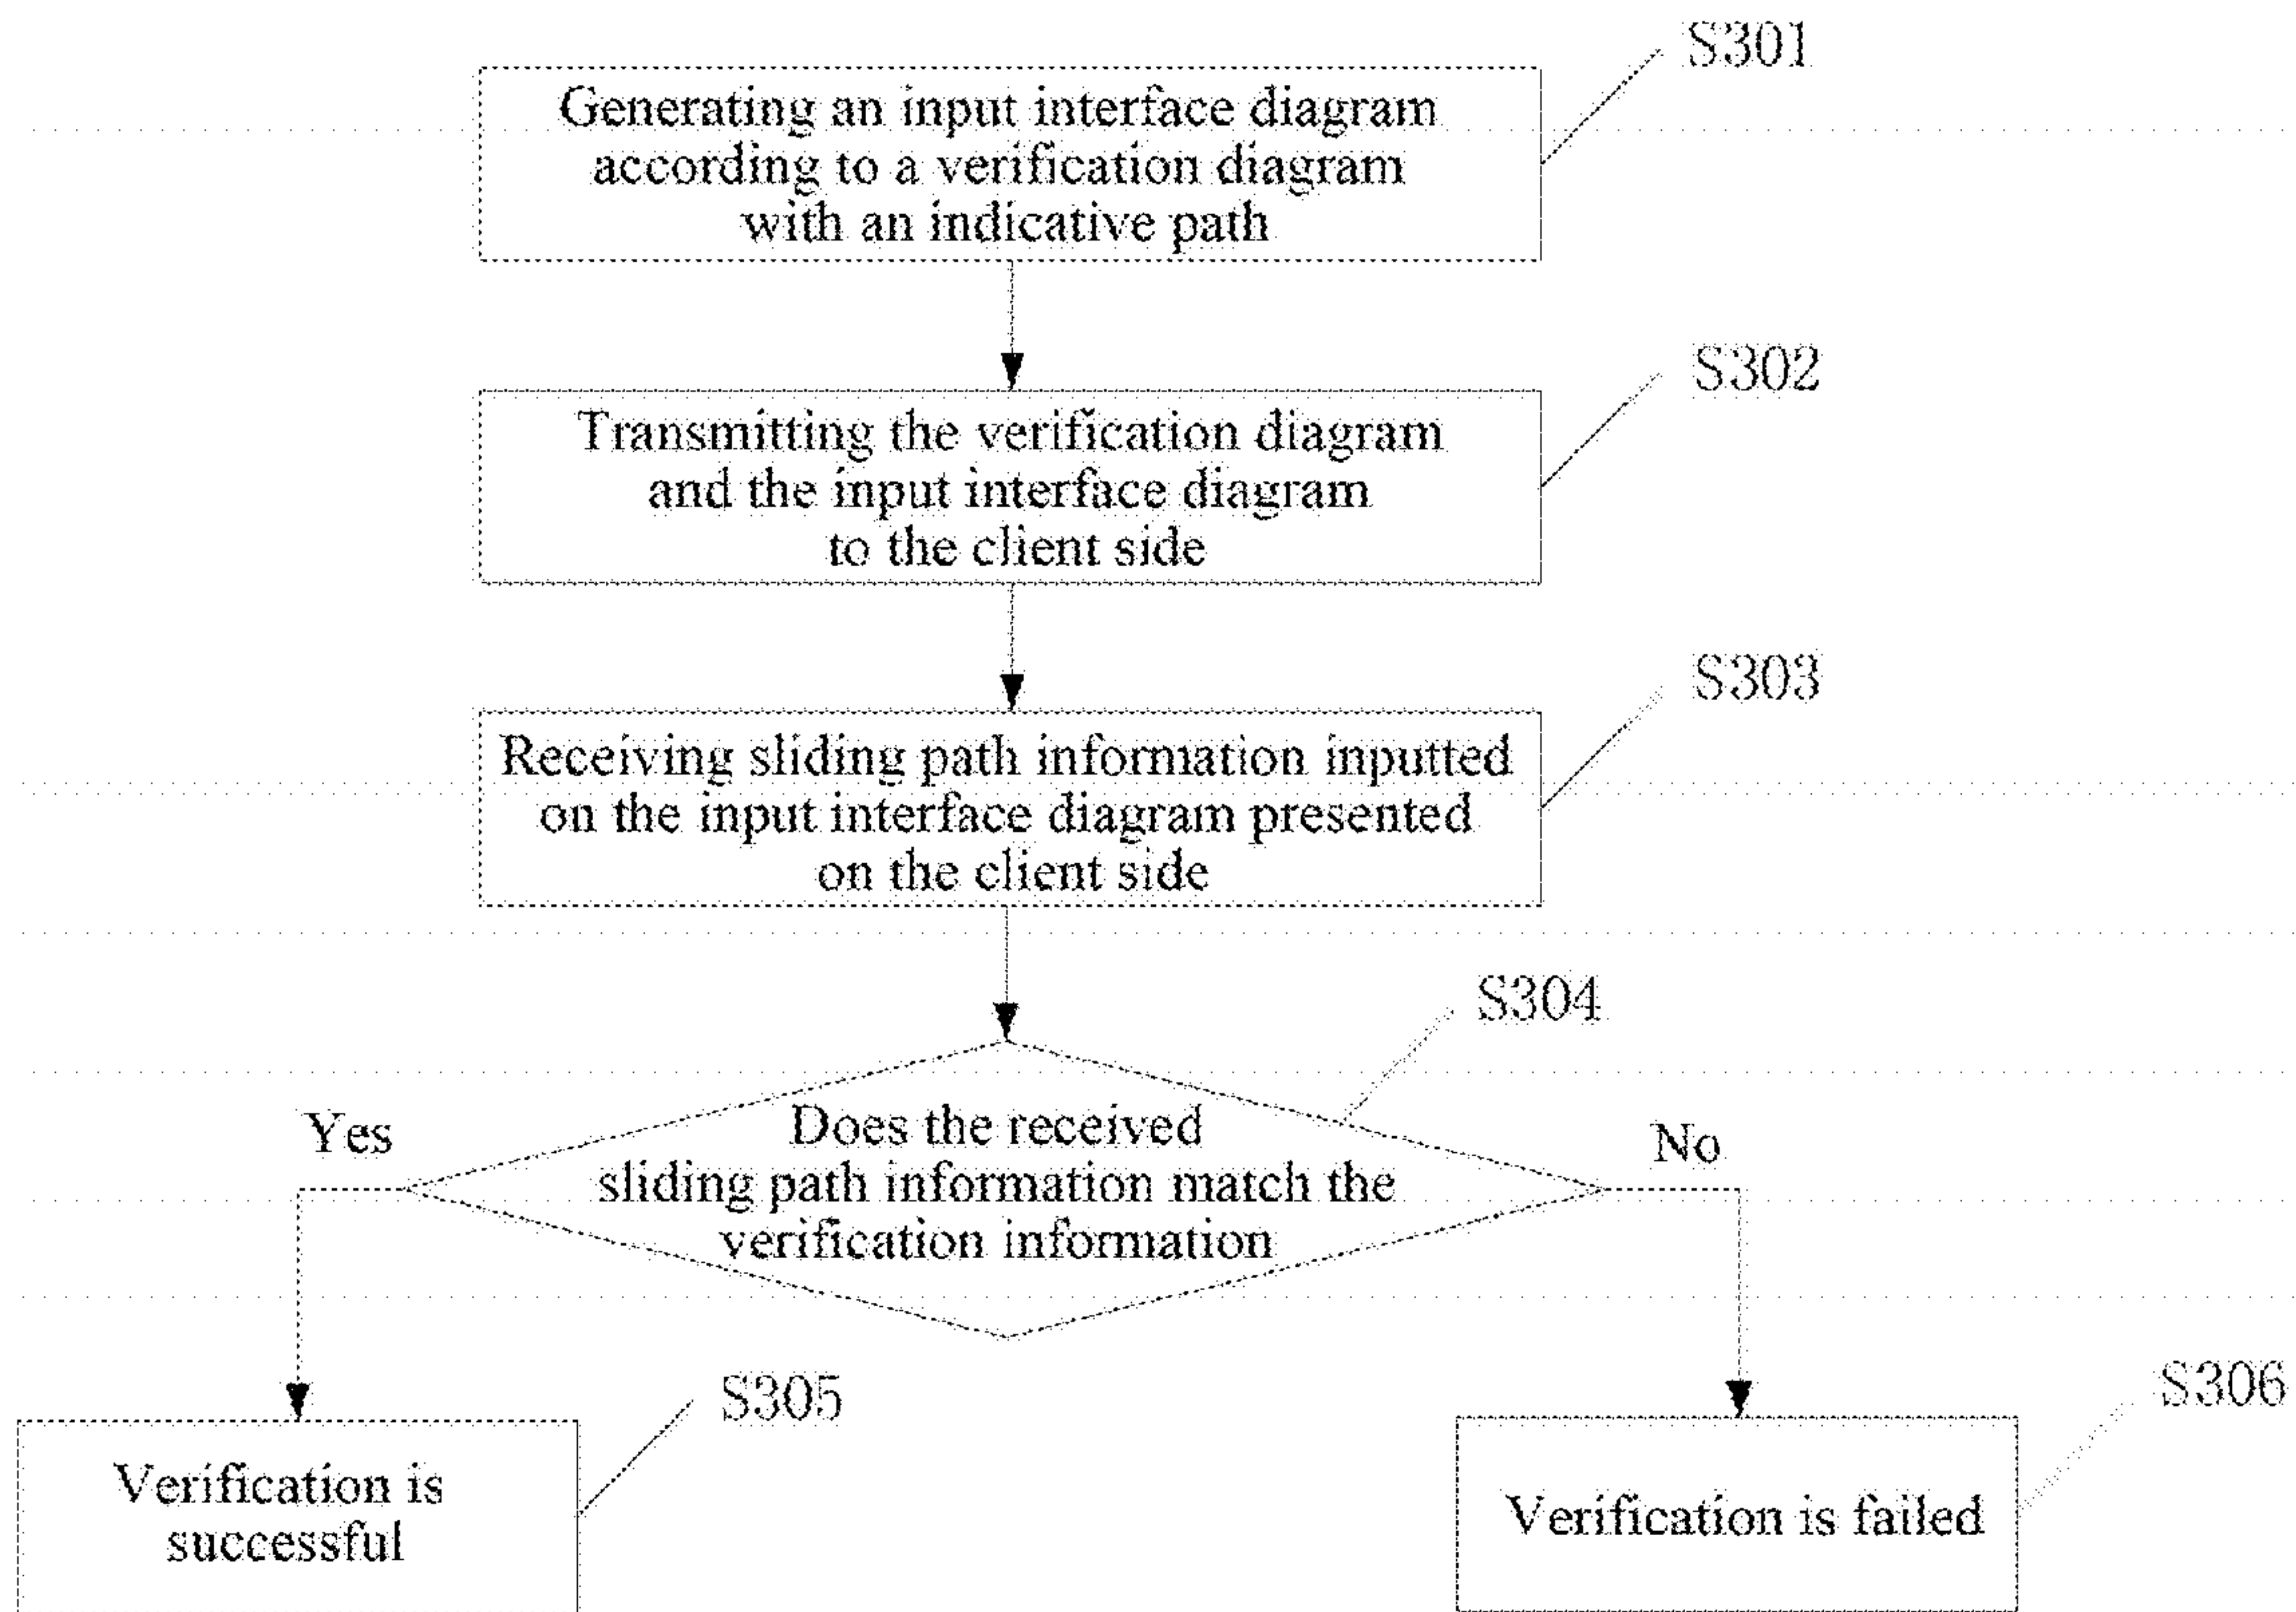 S301
Generating an input interface diagram
according to a verification diagram
with an indicative path
S302
Transmitting the verification diagram
and the input interface diagram
to the client side
S303
Receiving sliding path information inputted
on the input interface diagram presented
on the client side
S304
Yes
Does the received
sliding path information match the
verification information
No
S305
Verification is
successful
S306
Verification is failed